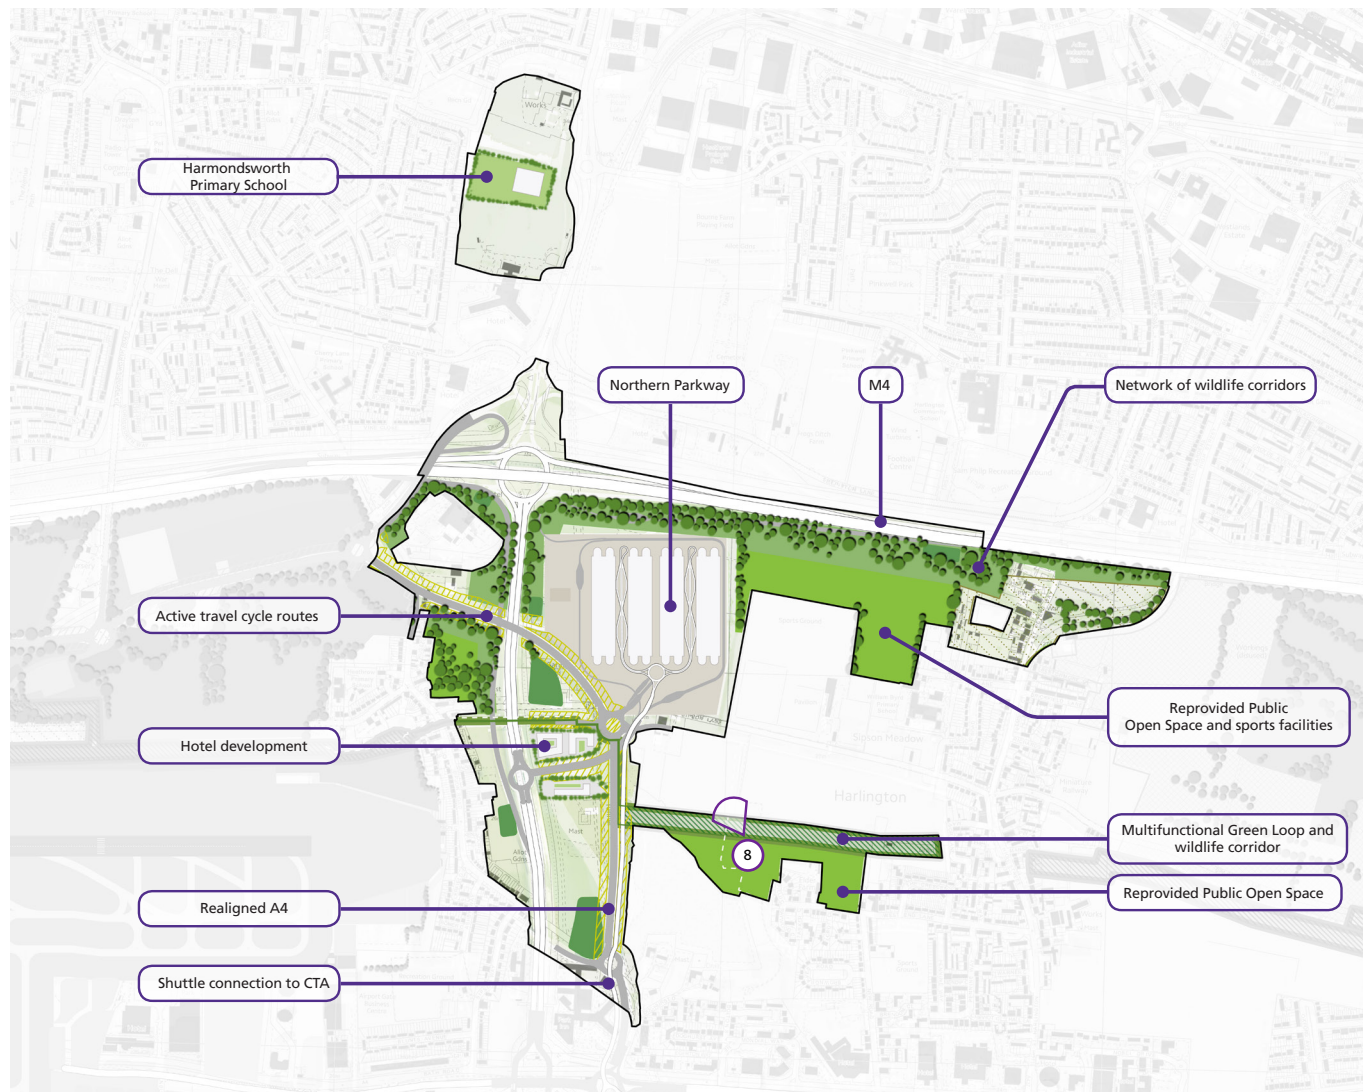 Works
Harmondsworth
Primary School
Northern Parkway
M4
Network of wildlife corridors
Active travel cycle routes
Reprovided Public
Open Space and sports facilities
Hotel development
Harlington
Mast
Multifunctional Green Loop and
wildlife corridor
8
Reprovided Public Open Space
Realigned A4
Shuttle connection to CTA